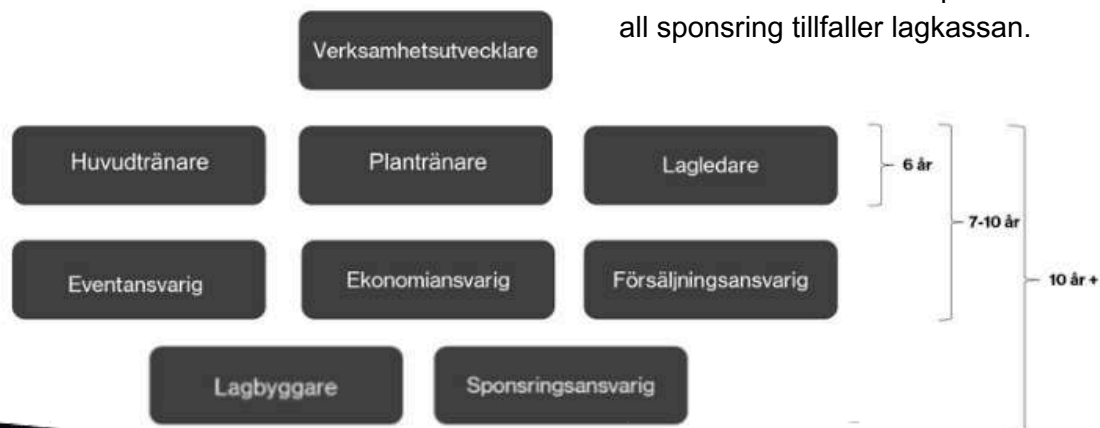 all sponsring tillfaller lagkassan.
Verksamhetsutvecklare
Huvudtränare
Plantränare
Lagledare
6 år
7-10 år
Eventansvarig
Ekonomiansvarig
Försäljningsansvarig
10 år +
Lagbyggare
Sponsringsansvarig